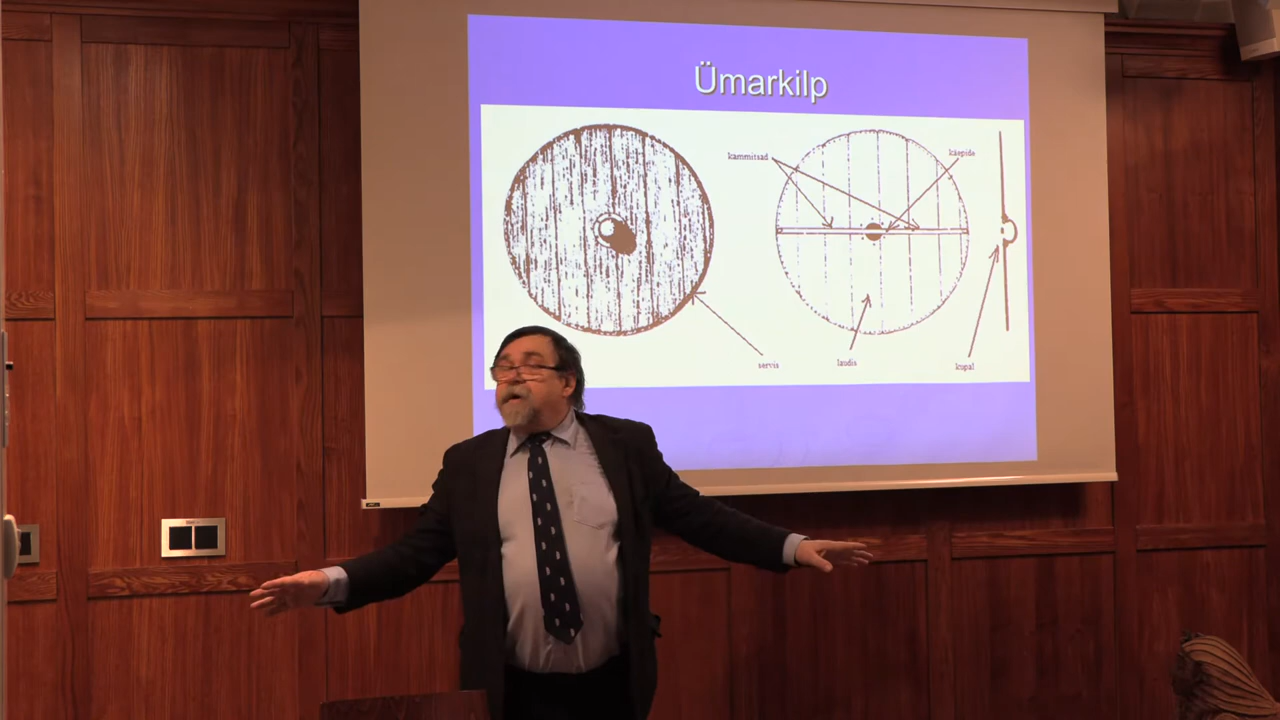 Ümarkilp
kammitsad
käepide
servis
laudis
kupal